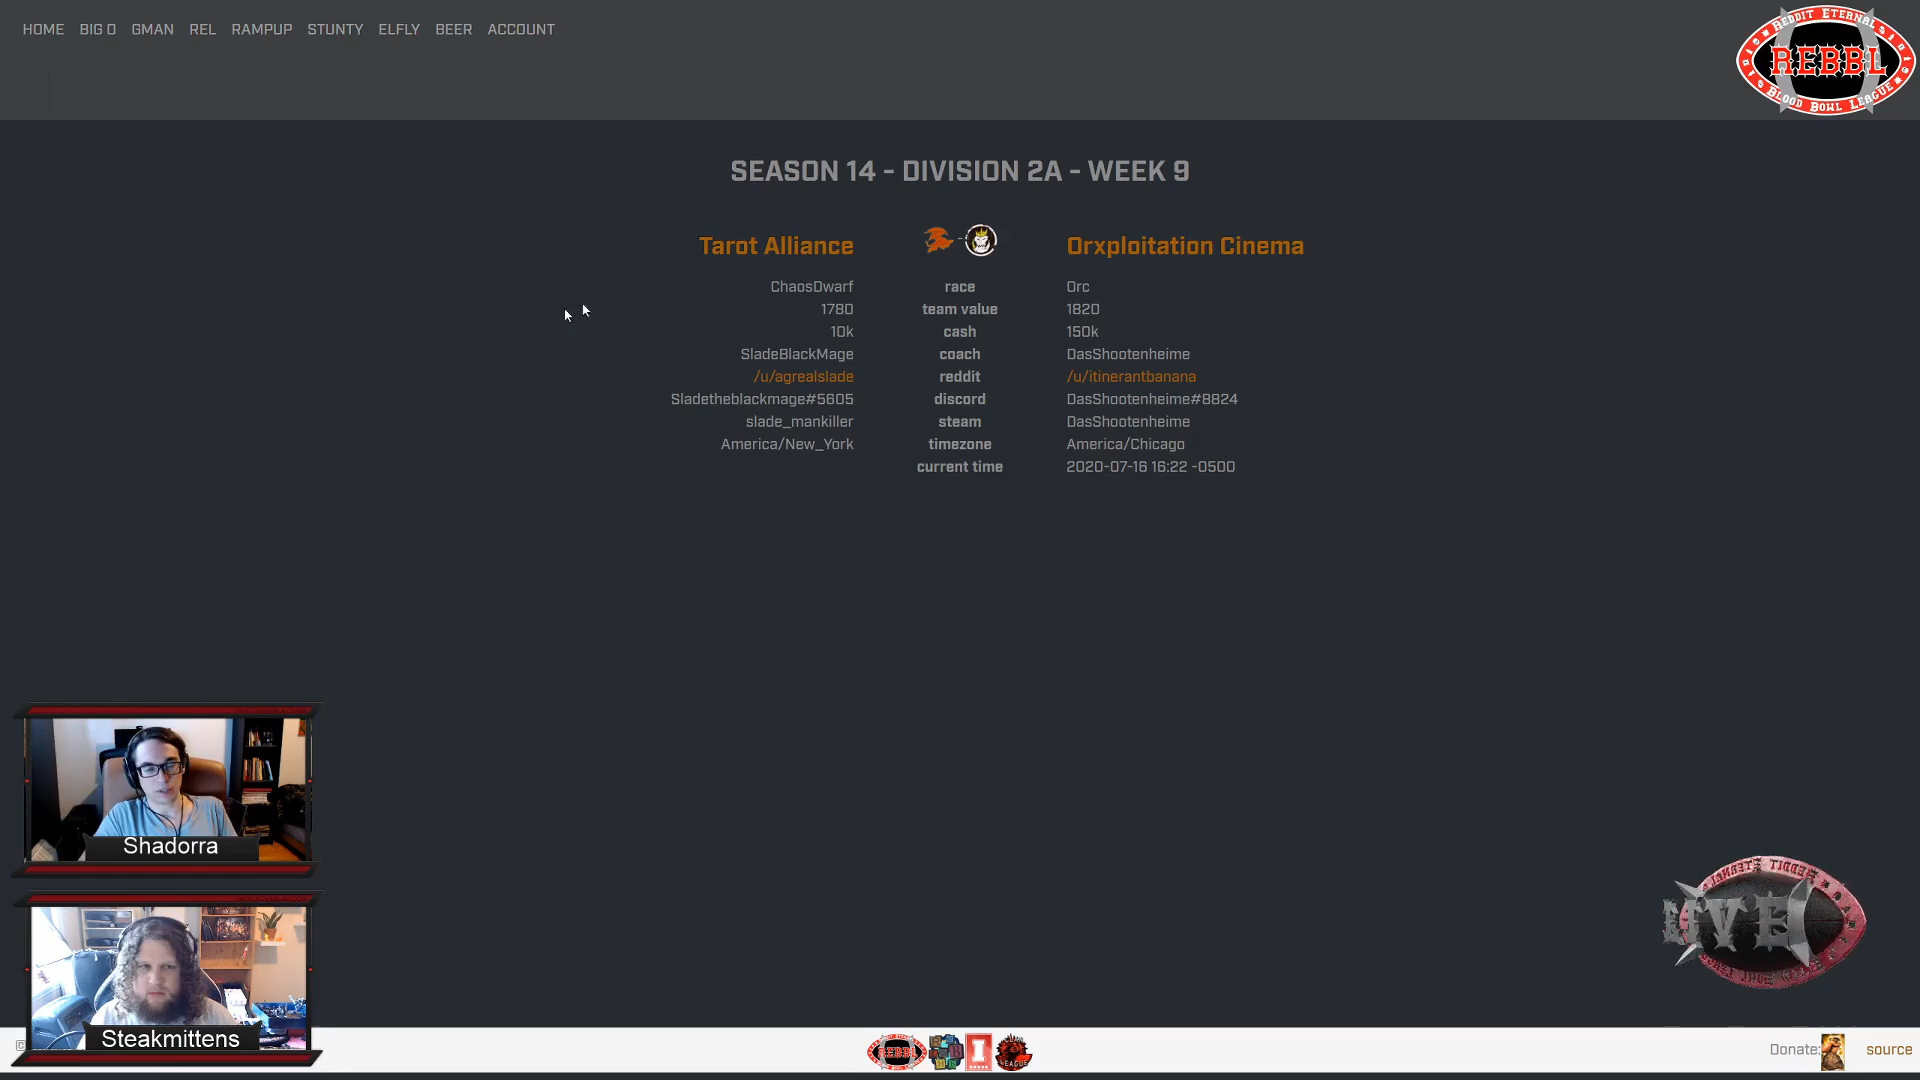 HOME BIG O GMAN REL RAMPUP STUNTY ELFLY BEER ACCOUNT
REDDIT ETERNAL
REBBL
BLOOD BOWL LEAGUE
SEASON 14 - DIVISION 2A - WEEK 9
Tarot Alliance - Orxploitation Cinema
ChaosDwarf race Orc
1780 team value 1820
10k cash 150k
SladeBlackMage coach DasShootenheime
/u/agrealslade reddit /u/itinerantbanana
Sladetheblackmage#5605 discord DasShootenheime#8824
slade_mankiller steam DasShootenheime
America/New_York timezone America/Chicago
current time 2020-07-16 16:22 -0500
Shadorra
LIVE
Steakmittens
REBBL
Donate: source